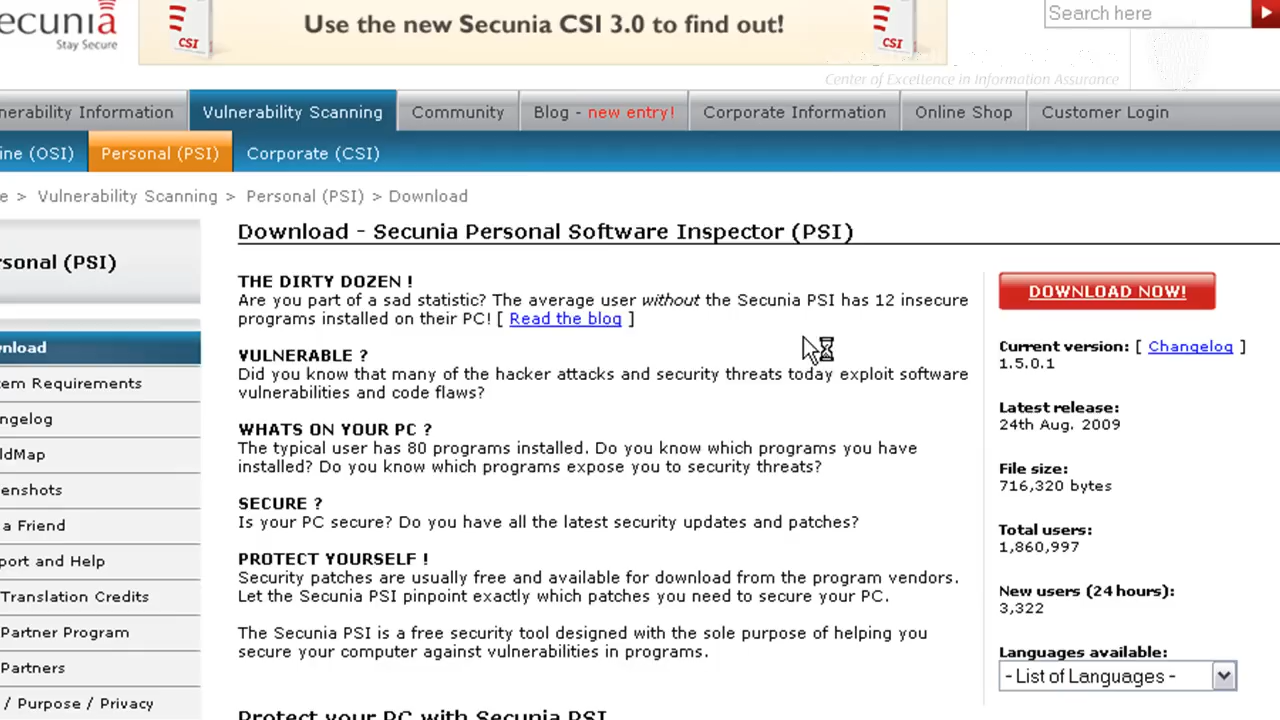 ecunia
Stay Secure
CSI
Use the new Secunia CSI 3.0 to find out!
CSI
Search here
Center of Excellence in Information Assurance
nerability Information
Vulnerability Scanning
Community
Blog - new entry!
Corporate Information
Online Shop
Customer Login
ine (OSI)
Personal (PSI)
Corporate (CSI)
e > Vulnerability Scanning > Personal (PSI) > Download
rsonal (PSI)
nload
tem Requirements
ngelog
ldMap
enshots
a Friend
port and Help
Translation Credits
Partner Program
Partners
/ Purpose / Privacy
Download - Secunia Personal Software Inspector (PSI)
THE DIRTY DOZEN !
Are you part of a sad statistic? The average user without the Secunia PSI has 12 insecure
programs installed on their PC! [ Read the blog ]
VULNERABLE ?
Did you know that many of the hacker attacks and security threats today exploit software
vulnerabilities and code flaws?
WHATS ON YOUR PC ?
The typical user has 80 programs installed. Do you know which programs you have
installed? Do you know which programs expose you to security threats?
SECURE ?
Is your PC secure? Do you have all the latest security updates and patches?
PROTECT YOURSELF !
Security patches are usually free and available for download from the program vendors.
Let the Secunia PSI pinpoint exactly which patches you need to secure your PC.
The Secunia PSI is a free security tool designed with the sole purpose of helping you
secure your computer against vulnerabilities in programs.
Protect your PC with Secunia PSI
DOWNLOAD NOW!
Current version: [ Changelog ]
1.5.0.1
Latest release:
24th Aug. 2009
File size:
716,320 bytes
Total users:
1,860,997
New users (24 hours):
3,322
Languages available:
- List of Languages -